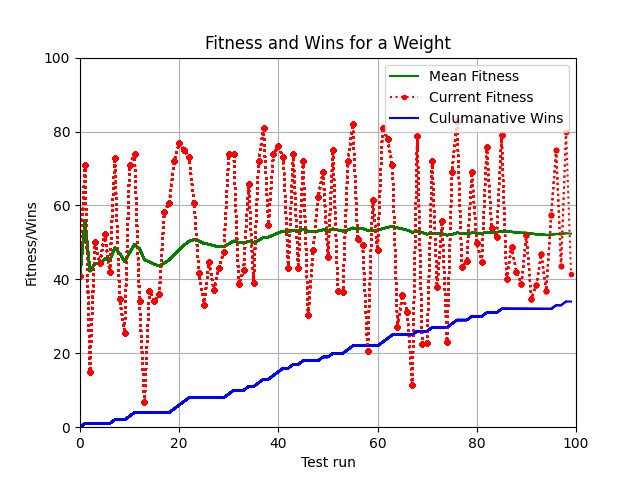 Fitness and Wins for a Weight
100
80
60
40
20
0
Fitness/Wins
Mean Fitness
Current Fitness
Culumanative Wins
0 20 40 60 80 100
Test run